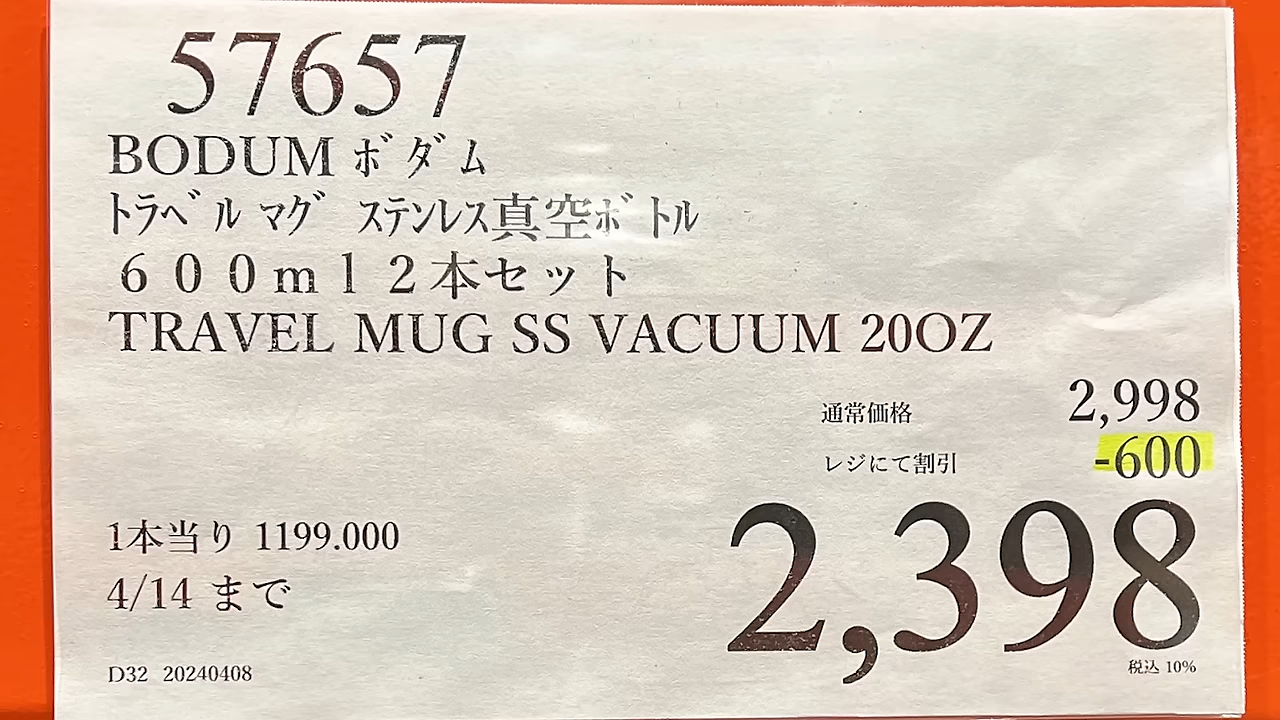 57657
BODUM ﾎﾞﾀﾞﾑ
ﾄﾗﾍﾞﾙ ﾏｸﾞ ｽﾃﾝﾚｽ真空ﾎﾞﾄﾙ
６００ｍｌ２本セット
TRAVEL MUG SS VACUUM 20OZ
通常価格 2,998
レジにて割引 -600
2,398
税込 10%
1本当り 1199.000
4/14 まで
D32 20240408